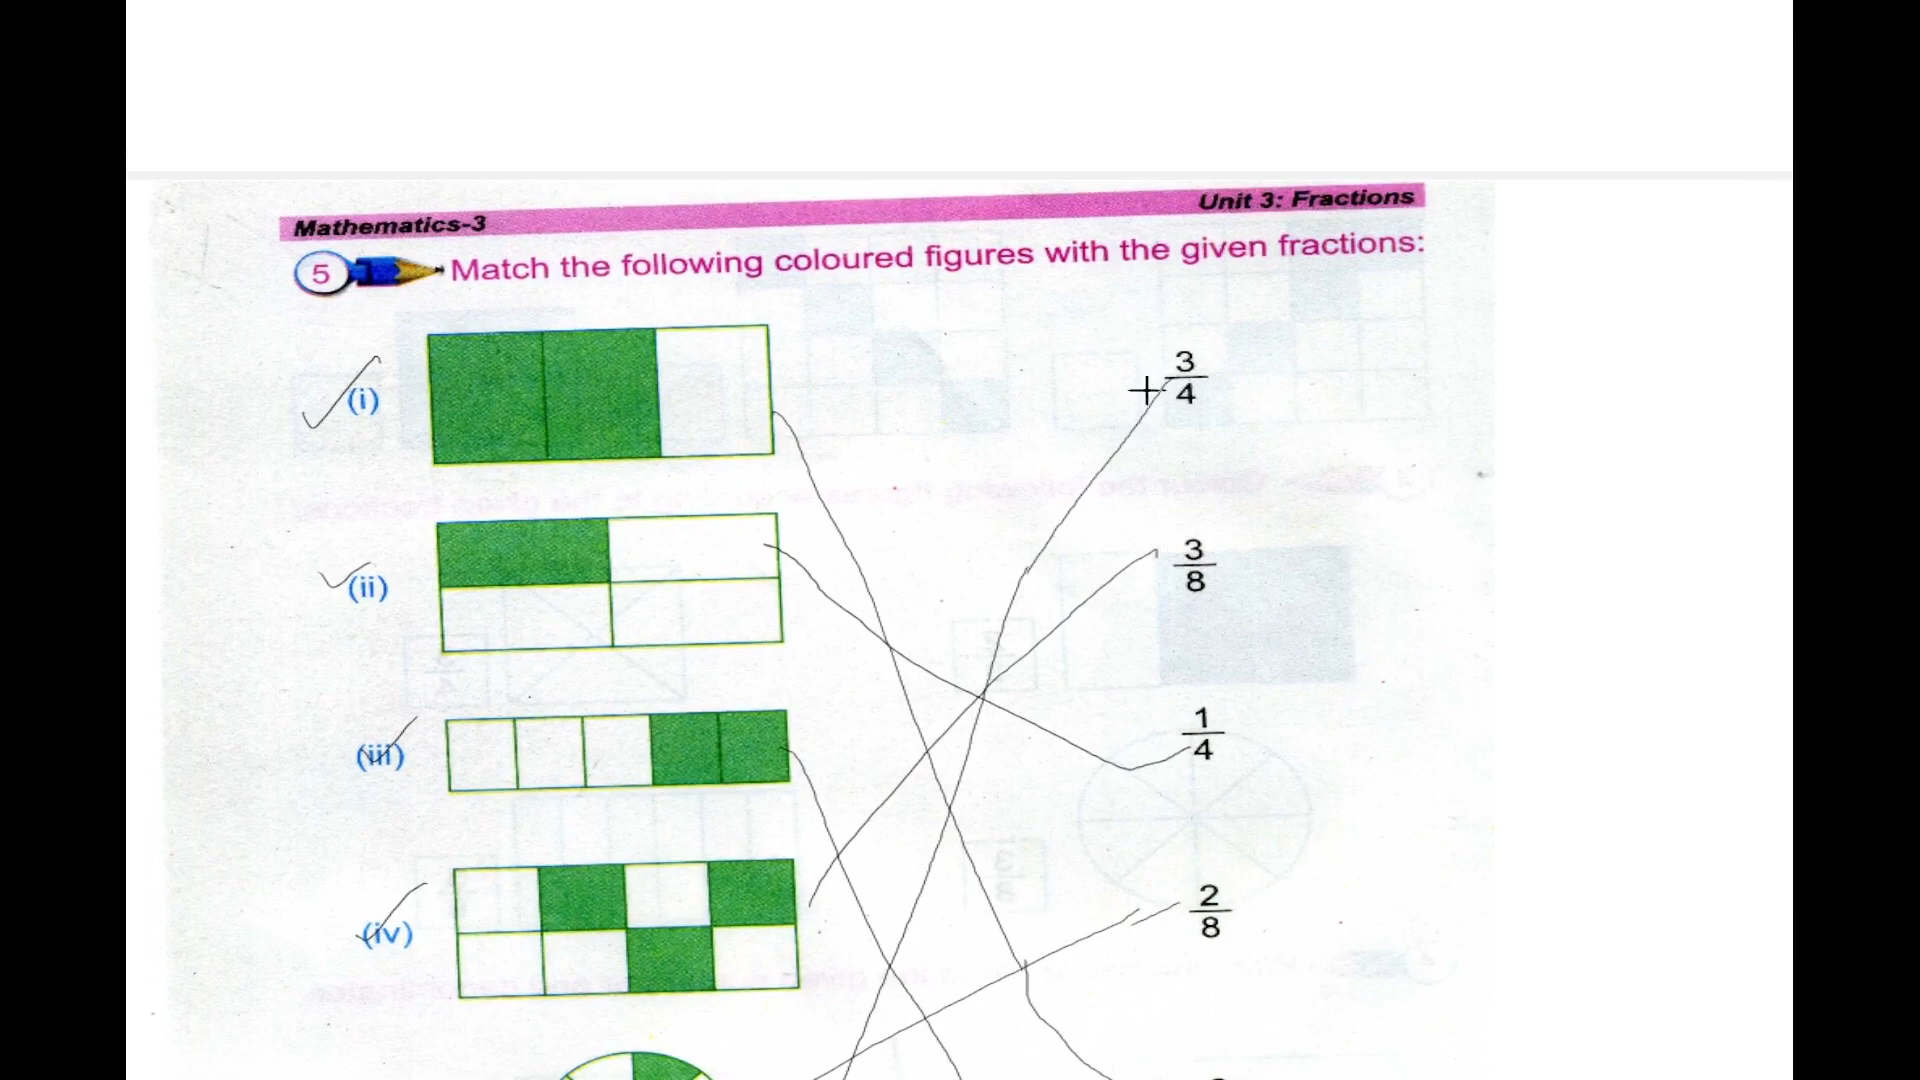 Mathematics-3
Unit 3: Fractions
5 Match the following coloured figures with the given fractions:
(i)
3/4
(ii)
3/8
(iii)
1/4
(iv)
2/8